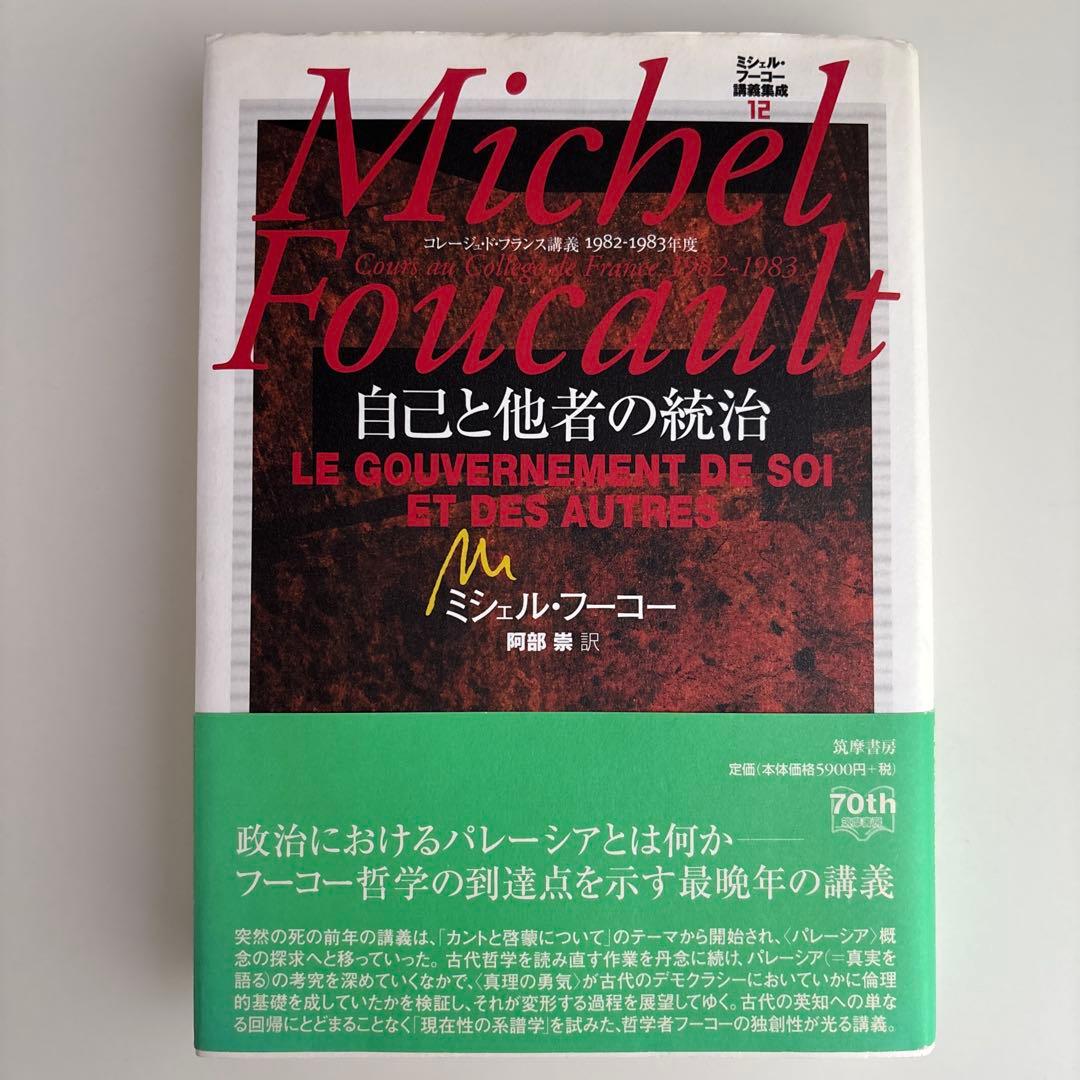 ミシェル・
フーコー
講義集成
12
Michel
コレージュ・ド・フランス講義 1982-1983年度
Cours au Collège de France, 1982-1983
Foucault
自己と他者の統治
LE GOUVERNEMENT DE SOI
ET DES AUTRES
ミシェル・フーコー
阿部 崇 訳
筑摩書房
定価(本体価格5900円+税)
70th
筑摩書房
政治におけるパレーシアとは何か――
フーコー哲学の到達点を示す最晩年の講義
突然の死の前年の講義は、「カントと啓蒙について」のテーマから開始され、〈パレーシア〉概
念の探求へと移っていった。古代哲学を読み直す作業を丹念に続け、パレーシア(=真実を
語る)の考究を深めていくなかで、〈真理の勇気〉が古代のデモクラシーにおいていかに倫理
的基礎を成していたかを検証し、それが変形する過程を展望してゆく。古代の英知への単な
る回帰にとどまることなく「現在性の系譜学」を試みた、哲学者フーコーの独創性が光る講義。